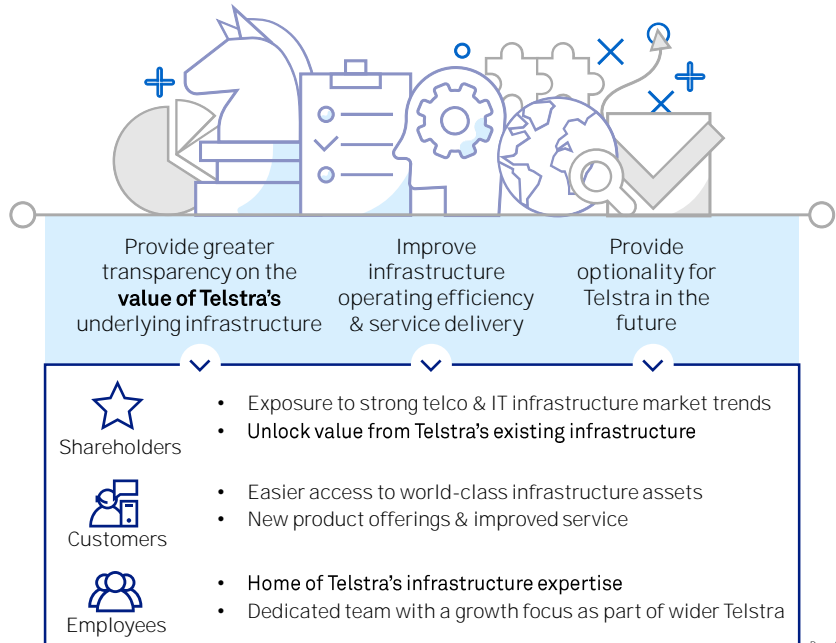 Provide greater
transparency on the
value of Telstra's
underlying infrastructure
Improve
infrastructure
operating efficiency
& service delivery
Provide
optionality for
Telstra in the
future
Shareholders
• Exposure to strong telco & IT infrastructure market trends
• Unlock value from Telstra's existing infrastructure
Customers
• Easier access to world-class infrastructure assets
• New product offerings & improved service
Employees
• Home of Telstra's infrastructure expertise
• Dedicated team with a growth focus as part of wider Telstra